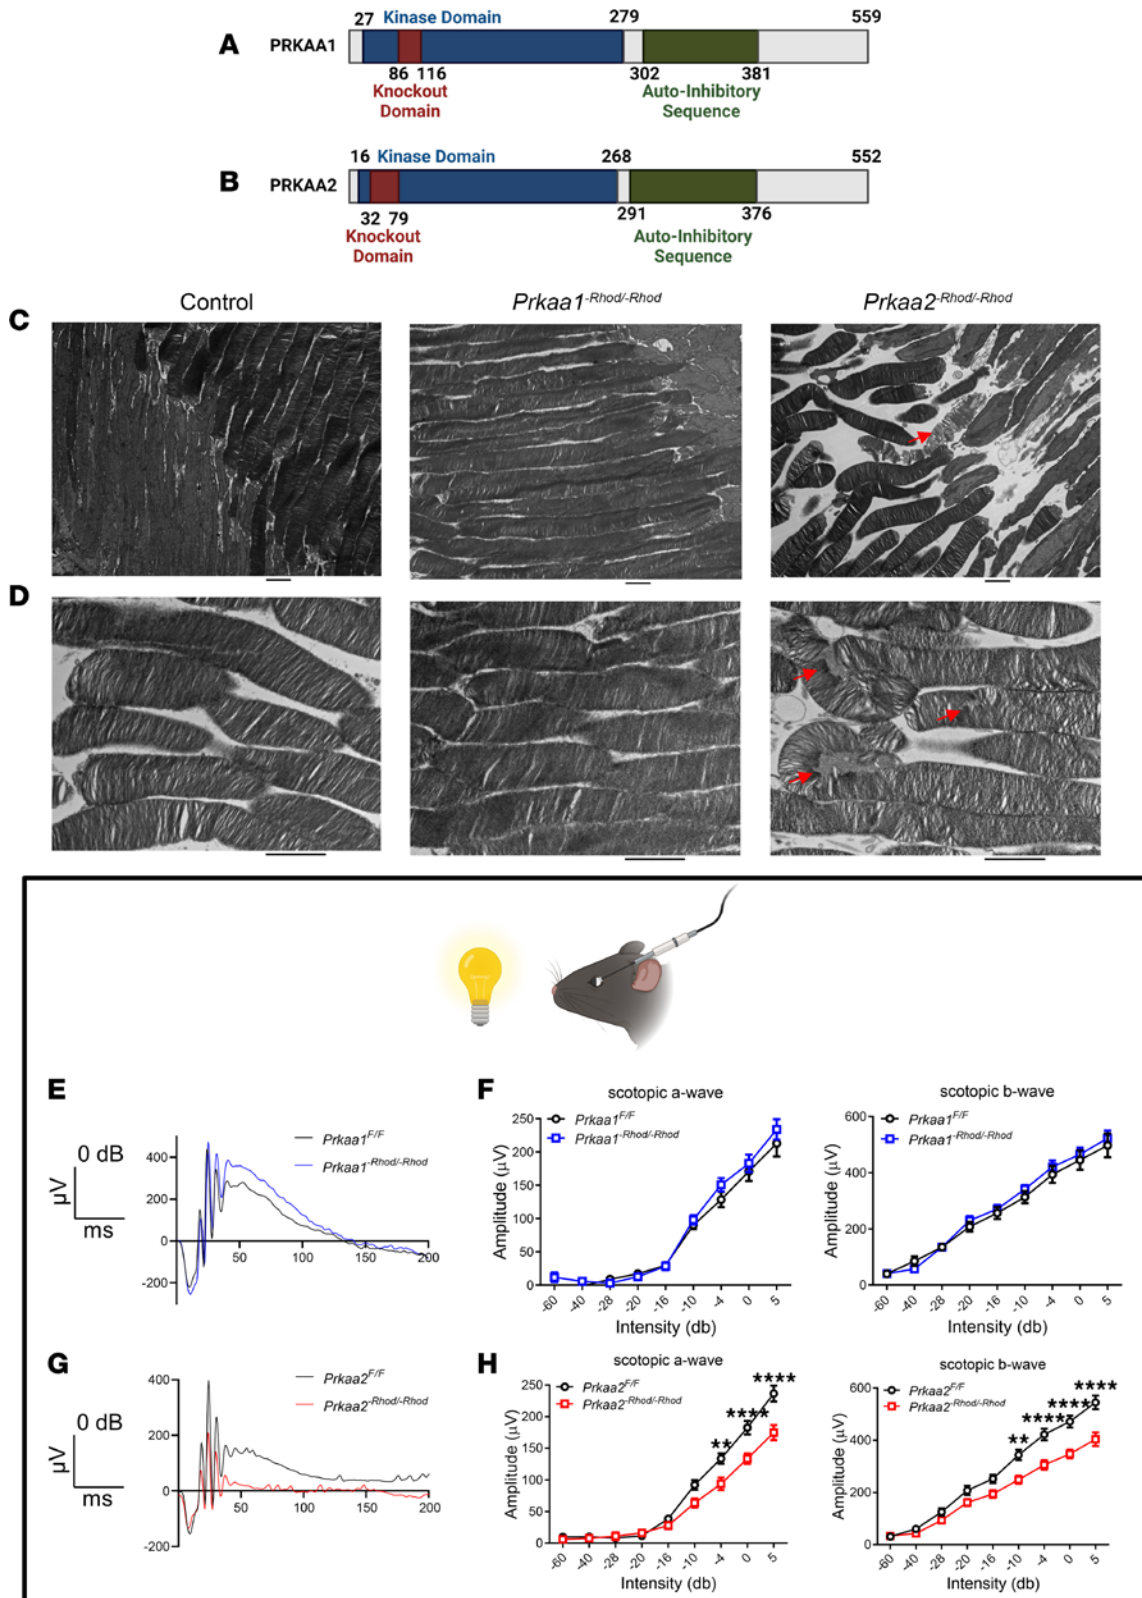 27 Kinase Domain 279 559
A PRKAA1
86 116 302 381
Knockout Domain
Auto-Inhibitory Sequence
16 Kinase Domain 268 552
B PRKAA2
32 79 291 376
Knockout Domain
Auto-Inhibitory Sequence
Control Prkaa1-Rhod/-Rhod Prkaa2-Rhod/-Rhod
C
D
E
0 dB
µV
ms
Prkaa1F/F
Prkaa1-Rhod/-Rhod
400
200
0
-200
50 100 150 200
F
scotopic a-wave
Prkaa1F/F
Prkaa1-Rhod/-Rhod
Amplitude (µV)
250
200
150
100
50
0
-60 -40 -28 -20 -16 -10 -4 0 5
Intensity (db)
scotopic b-wave
Prkaa1F/F
Prkaa1-Rhod/-Rhod
Amplitude (µV)
600
400
200
0
-60 -40 -28 -20 -16 -10 -4 0 5
Intensity (db)
G
0 dB
µV
ms
Prkaa2F/F
Prkaa2-Rhod/-Rhod
400
200
0
-200
50 100 150 200
H
scotopic a-wave
Prkaa2F/F
Prkaa2-Rhod/-Rhod
** **** ****
Amplitude (µV)
250
200
150
100
50
0
-60 -40 -28 -20 -16 -10 -4 0 5
Intensity (db)
scotopic b-wave
Prkaa2F/F
Prkaa2-Rhod/-Rhod
** **** **** ****
Amplitude (µV)
600
400
200
0
-60 -40 -28 -20 -16 -10 -4 0 5
Intensity (db)